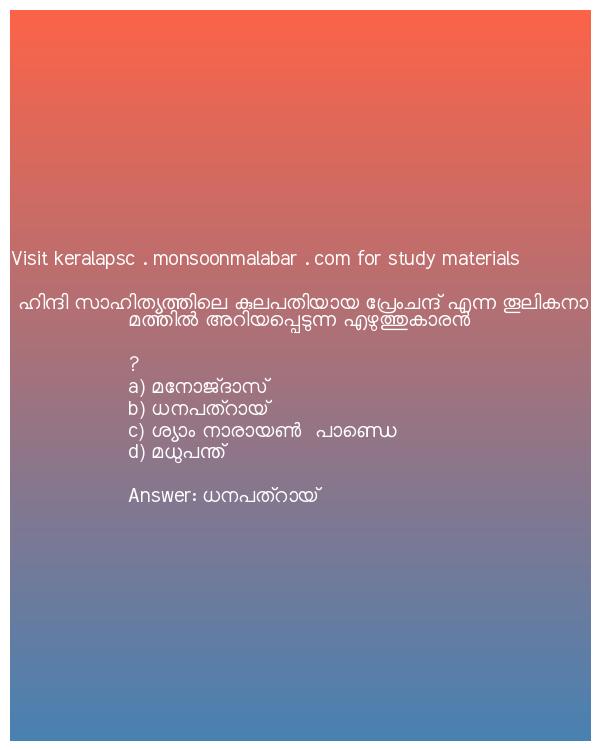 Visit keralapsc . monsoonmalabar . com for study materials
ഹിന്ദി സാഹിത്യത്തിലെ കുലപതിയായ പ്രേംചന്ദ് എന്ന തൂലികനാ
മത്തിൽ അറിയപ്പെടുന്ന എഴുത്തുകാരൻ
?
a) മനോജ്ദാസ്
b) ധനപത്റായ്
c) ശ്യാം നാരായൺ പാണ്ഡെ
d) മധുപന്ത്
Answer: ധനപത്റായ്